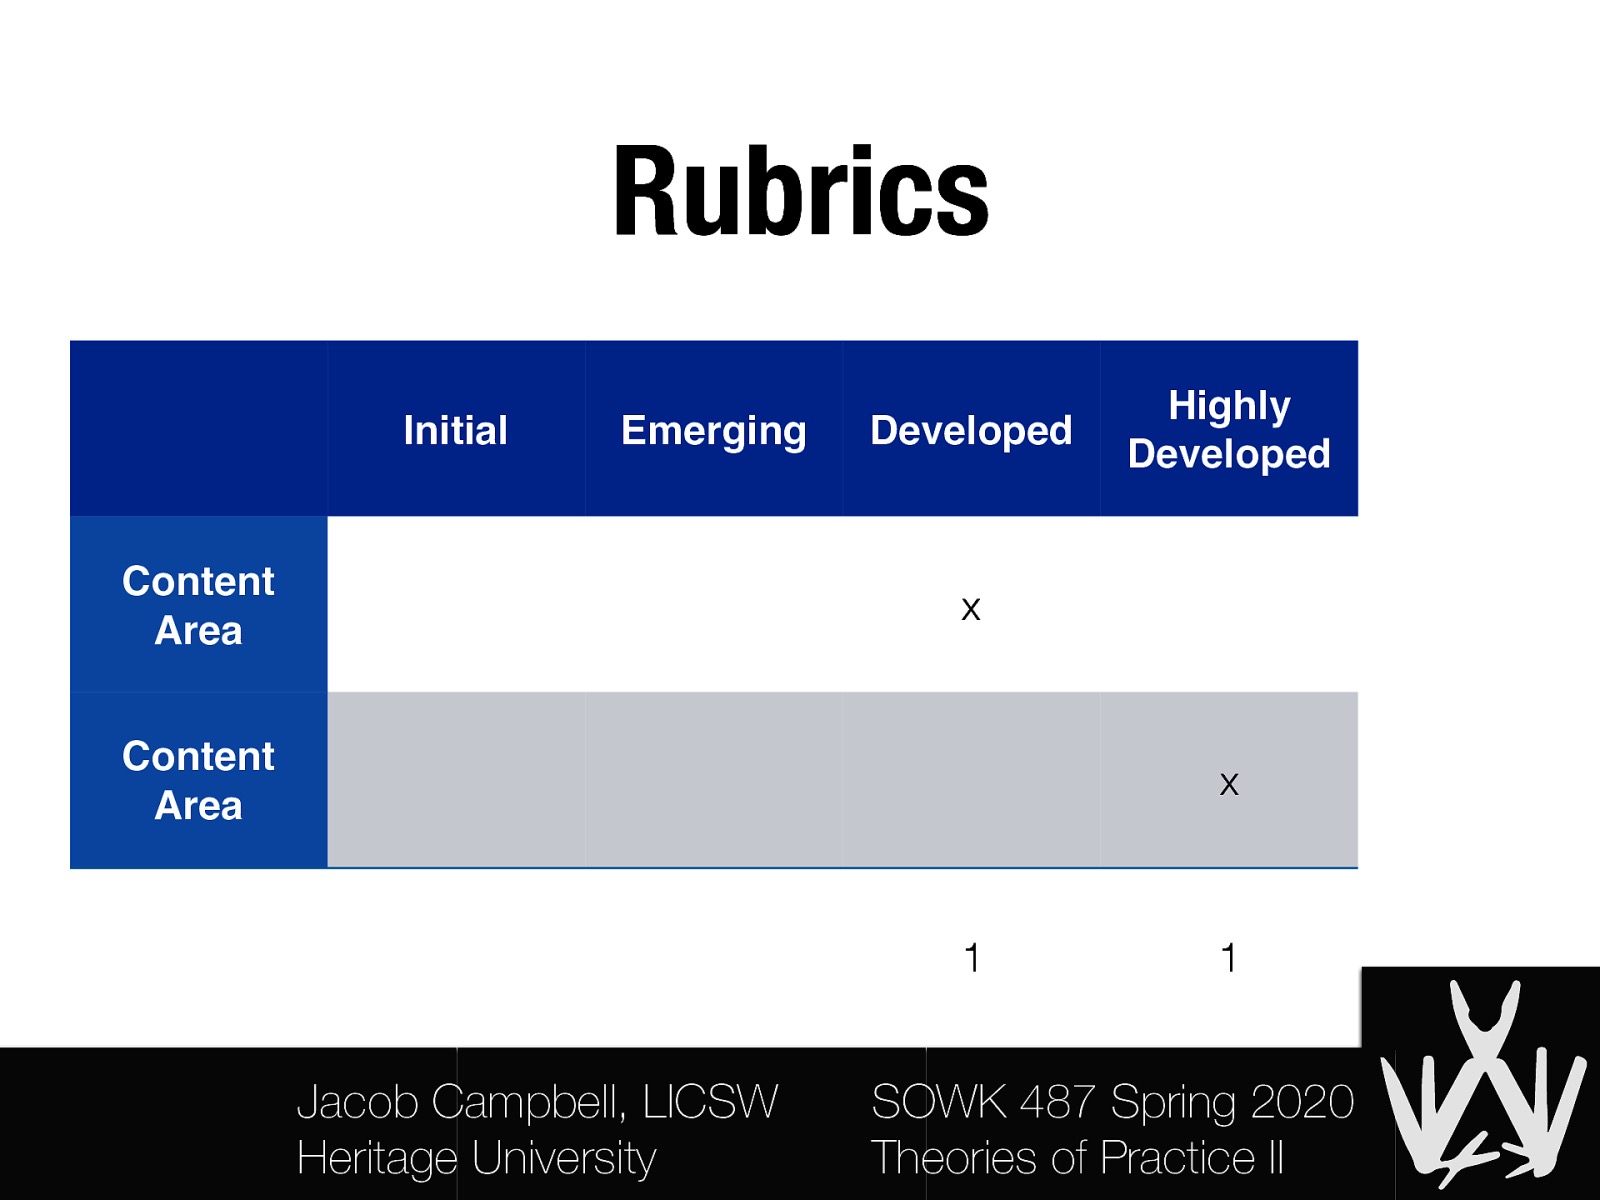 Rubrics
Initial Emerging Developed Highly Developed
Content Area x
Content Area x
1 1
Jacob Campbell, LICSW
Heritage University
SOWK 487 Spring 2020
Theories of Practice II